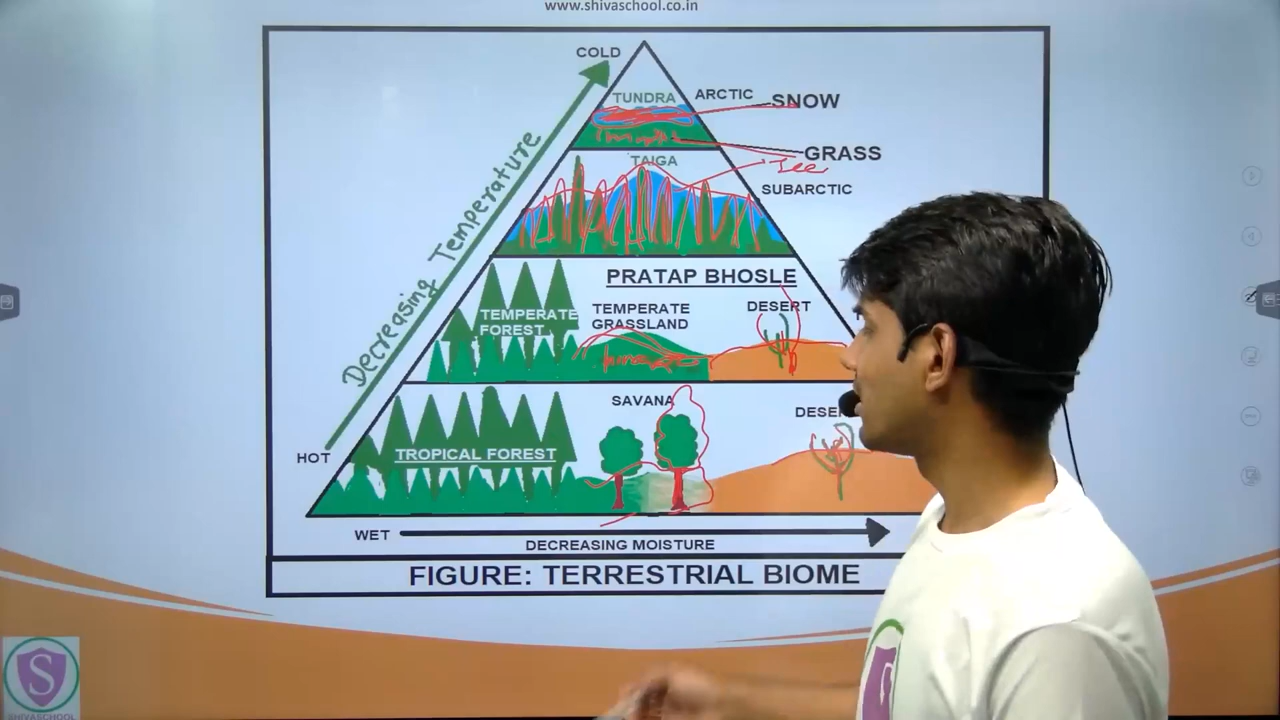 www.shivaschool.co.in
COLD
TUNDRA
ARCTIC
SNOW
GRASS
TAIGA
SUBARCTIC
Decreasing Temperature
PRATAP BHOSLE
TEMPERATE
FOREST
TEMPERATE
GRASSLAND
DESERT
SAVANA
HOT
TROPICAL FOREST
WET
DECREASING MOISTURE
FIGURE: TERRESTRIAL BIOME
S
SHIVASCHOOL